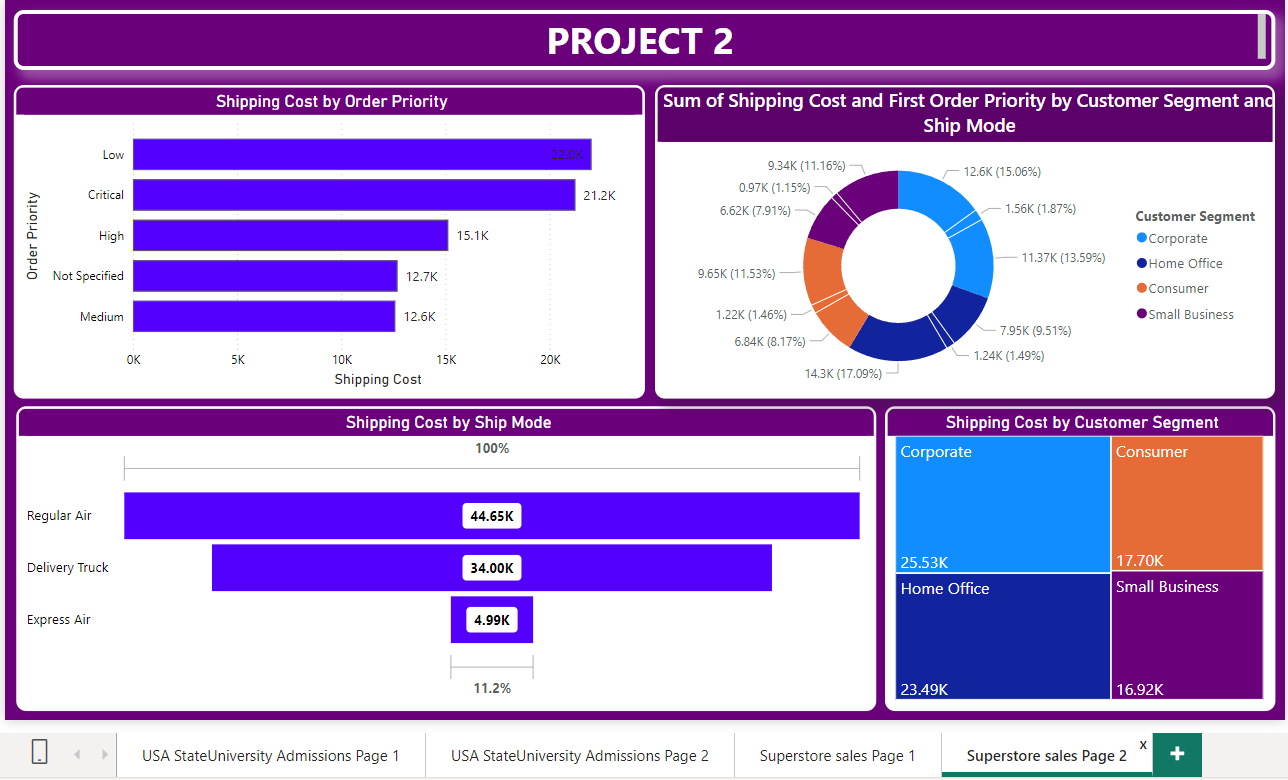 PROJECT 2
Shipping Cost by Order Priority
Order Priority
Low
22.0K
Critical
21.2K
High
15.1K
Not Specified
12.7K
Medium
12.6K
0K
5K
10K
15K
20K
Shipping Cost
Sum of Shipping Cost and First Order Priority by Customer Segment and
Ship Mode
9.34K (11.16%)
12.6K (15.06%)
0.97K (1.15%)
1.56K (1.87%)
6.62K (7.91%)
11.37K (13.59%)
9.65K (11.53%)
7.95K (9.51%)
1.22K (1.46%)
1.24K (1.49%)
6.84K (8.17%)
14.3K (17.09%)
Customer Segment
Corporate
Home Office
Consumer
Small Business
Shipping Cost by Ship Mode
100%
Regular Air
44.65K
Delivery Truck
34.00K
Express Air
4.99K
11.2%
Shipping Cost by Customer Segment
Corporate
25.53K
Consumer
17.70K
Home Office
23.49K
Small Business
16.92K
USA StateUniversity Admissions Page 1
USA StateUniversity Admissions Page 2
Superstore sales Page 1
Superstore sales Page 2
x
+